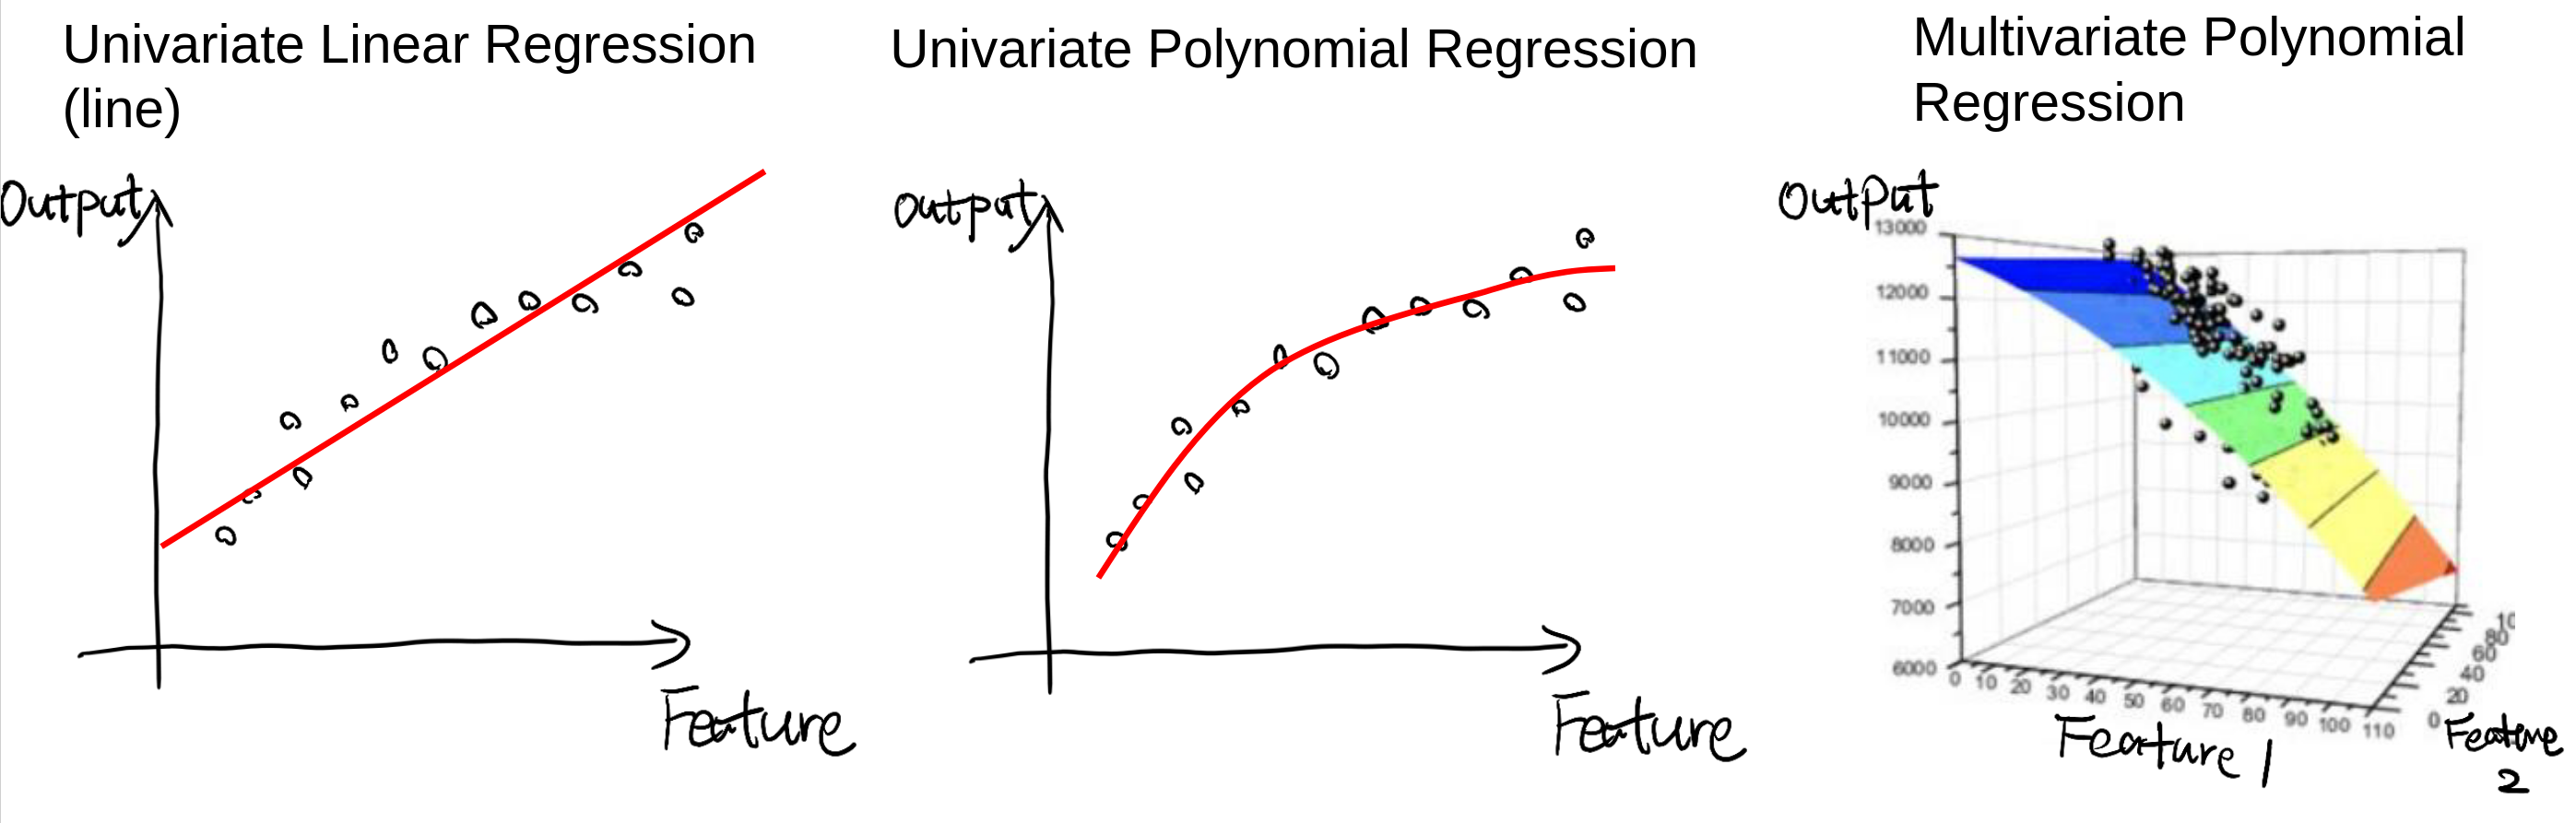 Univariate Linear Regression
(line)
Output
Feature
Univariate Polynomial Regression
Output
Feature
Multivariate Polynomial
Regression
Output
13000
12000
11000
10000
9000
8000
7000
6000
0 10 20 30 40 50 60 70 80 90 100 110
0 20 40 60 80 10
Feature 1
Feature
2